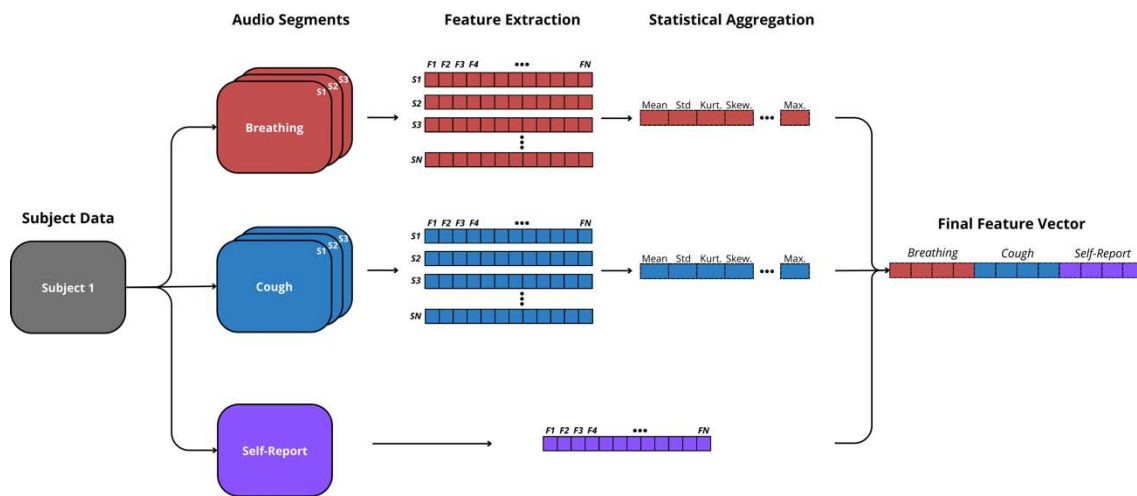 Audio Segments
Feature Extraction
Statistical Aggregation
F1 F2 F3 F4 ••• FN
S1
S2
S3
SN
S3
S2
S1
Breathing
Mean Std Kurt. Skew. ••• Max.
Subject Data
Subject 1
F1 F2 F3 F4 ••• FN
S1
S2
S3
SN
S3
S2
S1
Cough
Mean Std Kurt. Skew. ••• Max.
Final Feature Vector
Breathing Cough Self-Report
Self-Report
F1 F2 F3 F4 ••• FN